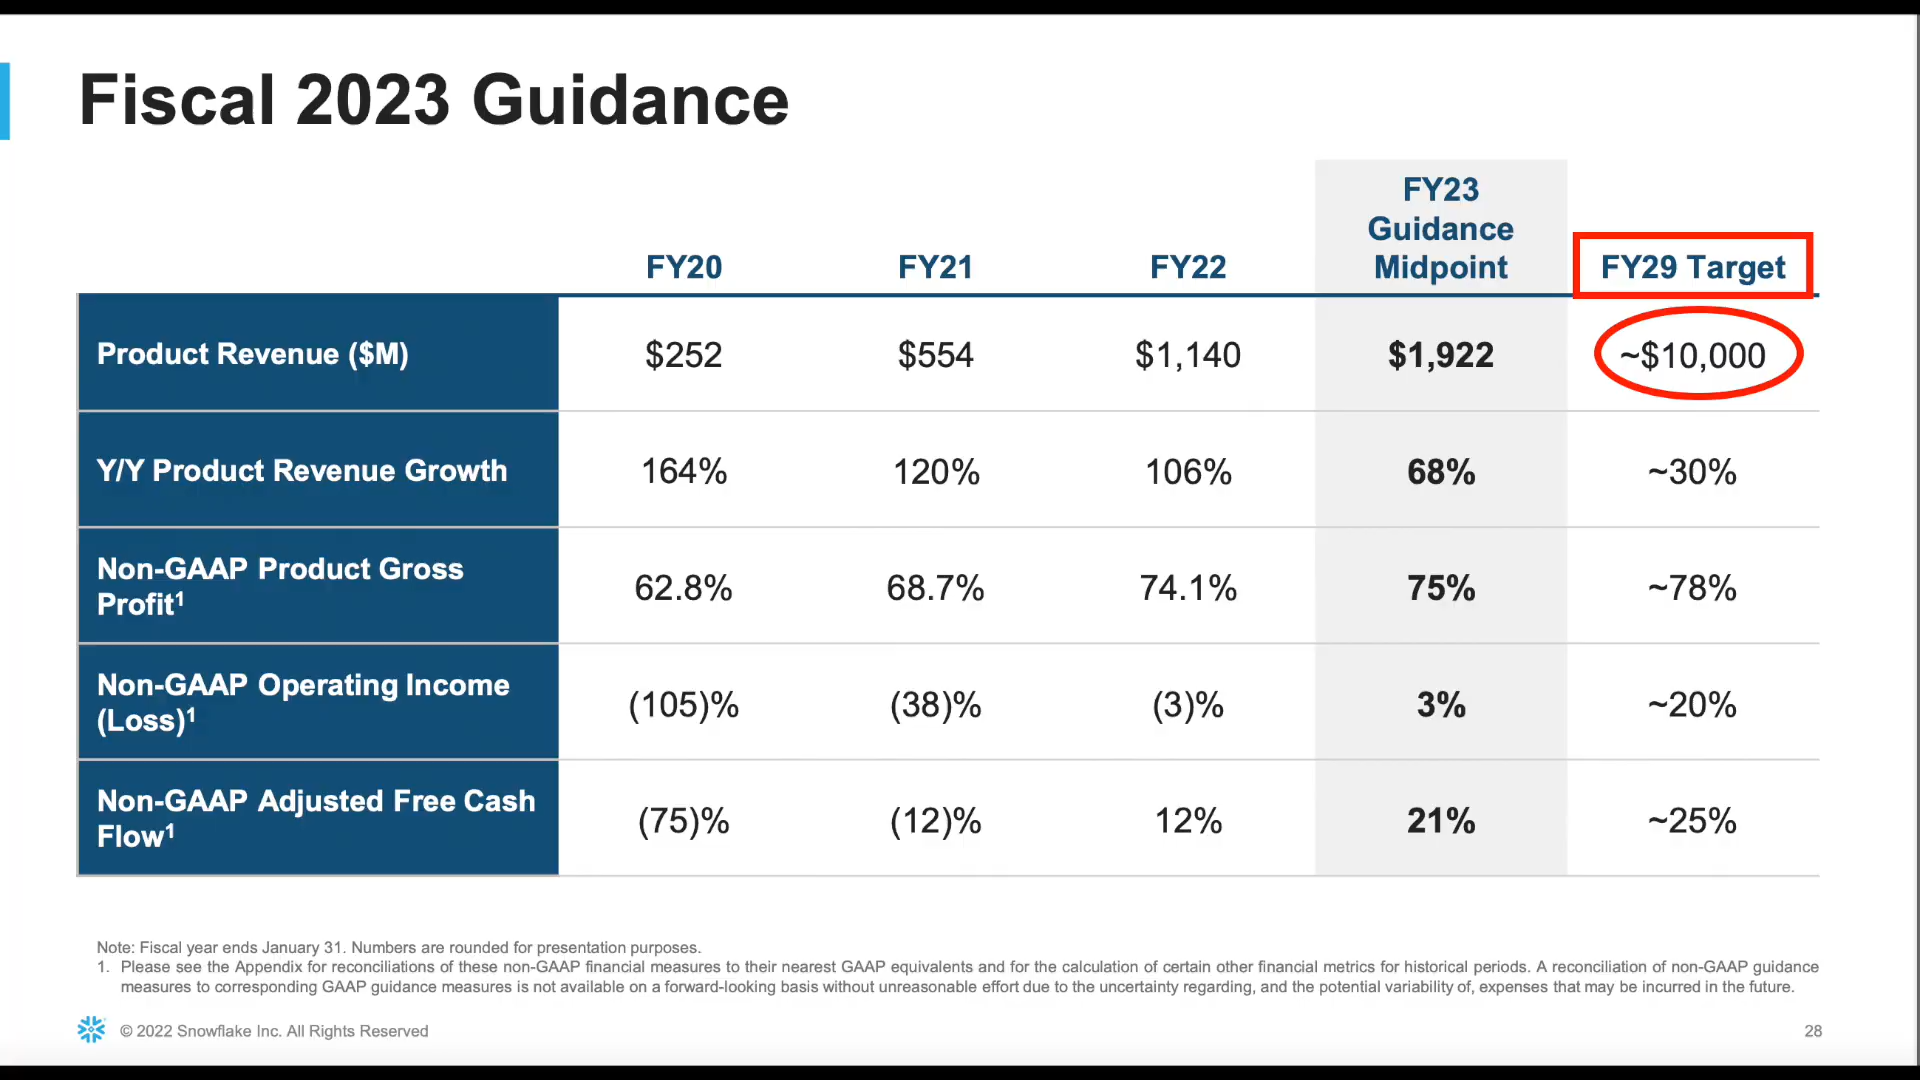 Fiscal 2023 Guidance
FY23
Guidance
FY20 FY21 FY22 Midpoint FY29 Target
Product Revenue ($M) $252 $554 $1,140 $1,922 ~$10,000
Y/Y Product Revenue Growth 164% 120% 106% 68% ~30%
Non-GAAP Product Gross
Profit¹ 62.8% 68.7% 74.1% 75% ~78%
Non-GAAP Operating Income
(Loss)¹ (105)% (38)% (3)% 3% ~20%
Non-GAAP Adjusted Free Cash
Flow¹ (75)% (12)% 12% 21% ~25%
Note: Fiscal year ends January 31. Numbers are rounded for presentation purposes.
1. Please see the Appendix for reconciliations of these non-GAAP financial measures to their nearest GAAP equivalents and for the calculation of certain other financial metrics for historical periods. A reconciliation of non-GAAP guidance
measures to corresponding GAAP guidance measures is not available on a forward-looking basis without unreasonable effort due to the uncertainty regarding, and the potential variability of, expenses that may be incurred in the future.
© 2022 Snowflake Inc. All Rights Reserved 28